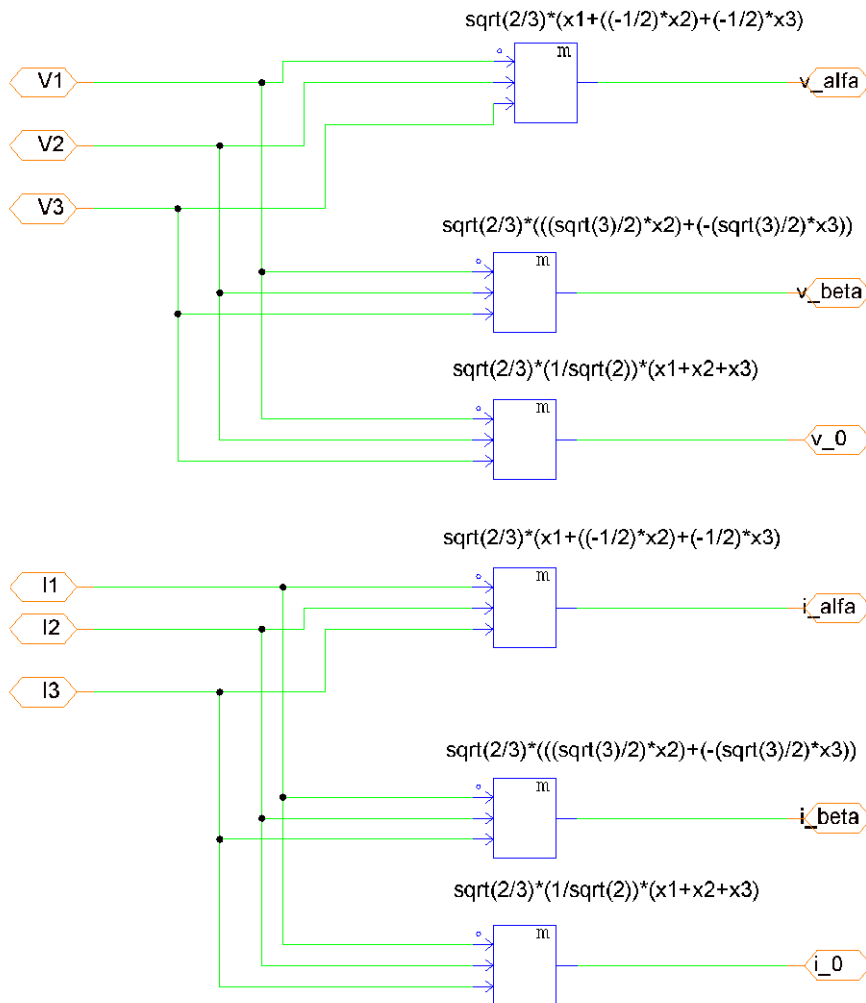 sqrt(2/3)*(x1+((-1/2)*x2)+(-1/2)*x3)
m
V1
v_alfa
V2
V3
sqrt(2/3)*(((sqrt(3)/2)*x2)+(-(sqrt(3)/2)*x3))
m
v_beta
sqrt(2/3)*(1/sqrt(2))*(x1+x2+x3)
m
v_0
sqrt(2/3)*(x1+((-1/2)*x2)+(-1/2)*x3)
m
I1
i_alfa
I2
I3
sqrt(2/3)*(((sqrt(3)/2)*x2)+(-(sqrt(3)/2)*x3))
m
i_beta
sqrt(2/3)*(1/sqrt(2))*(x1+x2+x3)
m
i_0